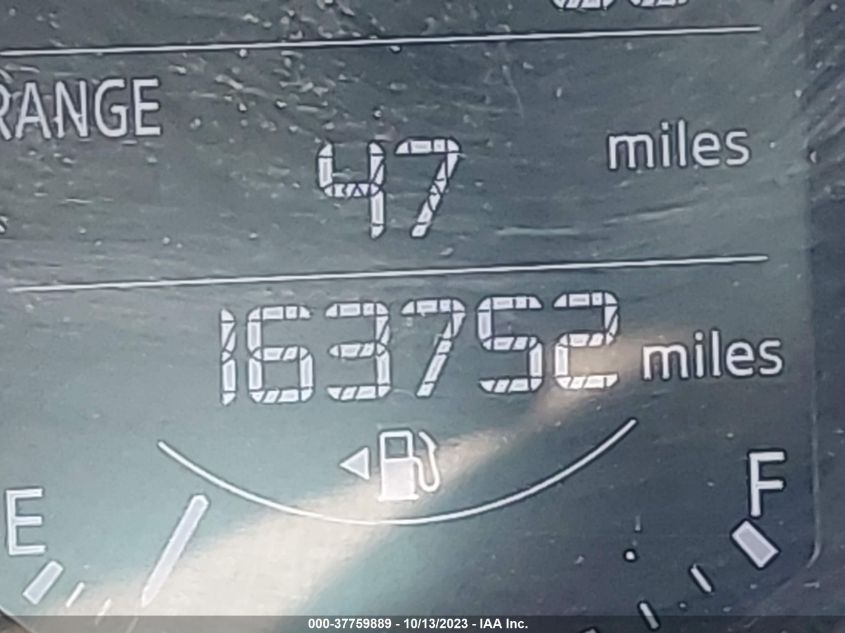 RANGE
47 miles
163752 miles
E F
000-37759889 - 10/13/2023 - IAA Inc.